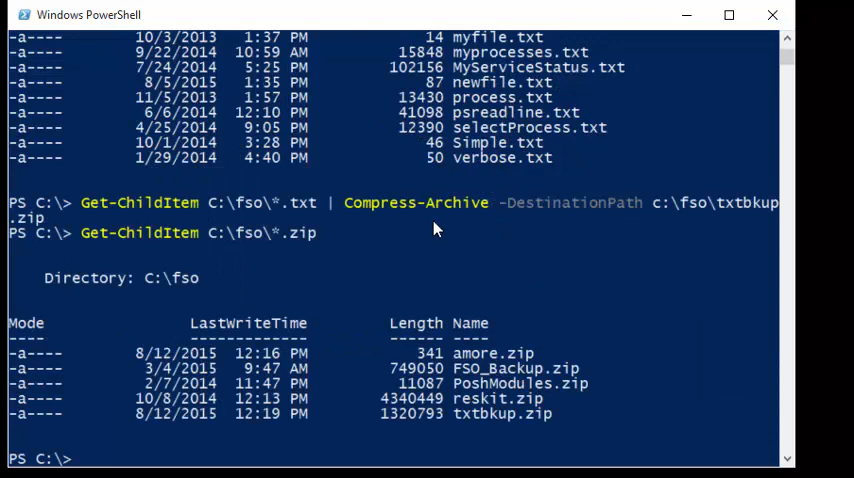 Windows PowerShell
-a---- 10/3/2013 1:37 PM 14 myfile.txt
-a---- 9/22/2014 10:59 AM 15848 myprocesses.txt
-a---- 7/24/2014 5:25 PM 102156 MyServiceStatus.txt
-a---- 8/5/2015 1:35 PM 87 newfile.txt
-a---- 11/5/2013 1:57 PM 13430 process.txt
-a---- 6/6/2014 12:10 PM 41098 psreadline.txt
-a---- 4/25/2014 9:05 PM 12390 selectProcess.txt
-a---- 10/1/2014 3:28 PM 46 Simple.txt
-a---- 1/29/2014 4:40 PM 50 verbose.txt
PS C:\> Get-ChildItem C:\fso\*.txt | Compress-Archive -DestinationPath c:\fso\txtbkup
.zip
PS C:\> Get-ChildItem C:\fso\*.zip
Directory: C:\fso
Mode LastWriteTime Length Name
---- ------------- ------ ----
-a---- 8/12/2015 12:16 PM 341 amore.zip
-a---- 3/4/2015 9:47 AM 749050 FSO_Backup.zip
-a---- 2/7/2014 11:47 PM 11087 PoshModules.zip
-a---- 10/8/2014 12:13 PM 4340449 reskit.zip
-a---- 8/12/2015 12:19 PM 1320793 txtbkup.zip
PS C:\>